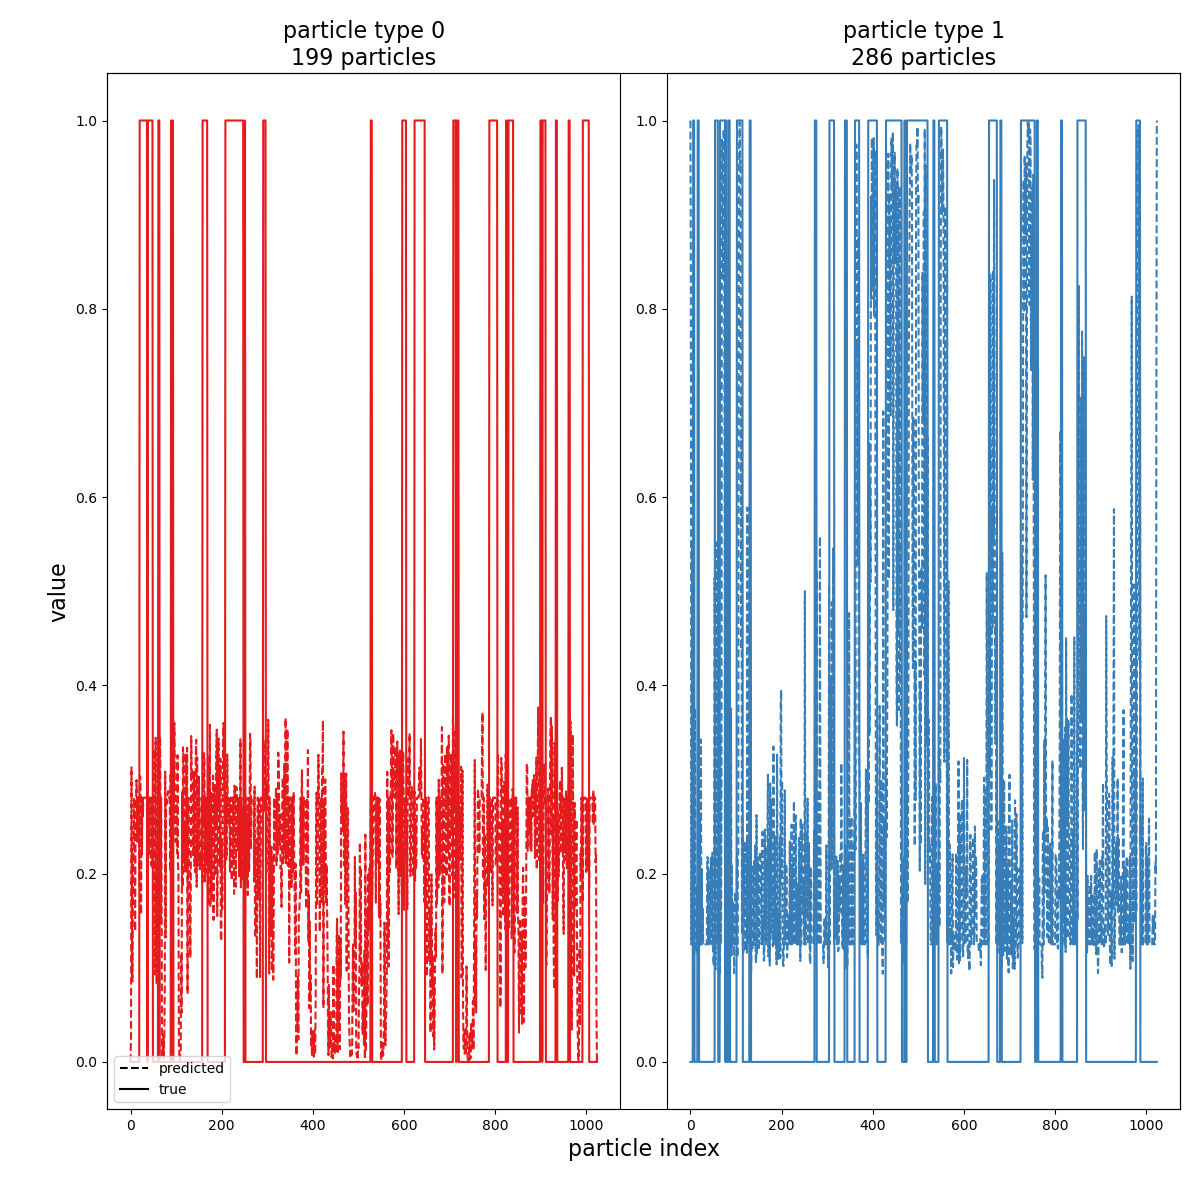 particle type 0
199 particles
particle type 1
286 particles
value
1.0
0.8
0.6
0.4
0.2
0.0
1.0
0.8
0.6
0.4
0.2
0.0
predicted
true
0 200 400 600 800 1000
0 200 400 600 800 1000
particle index